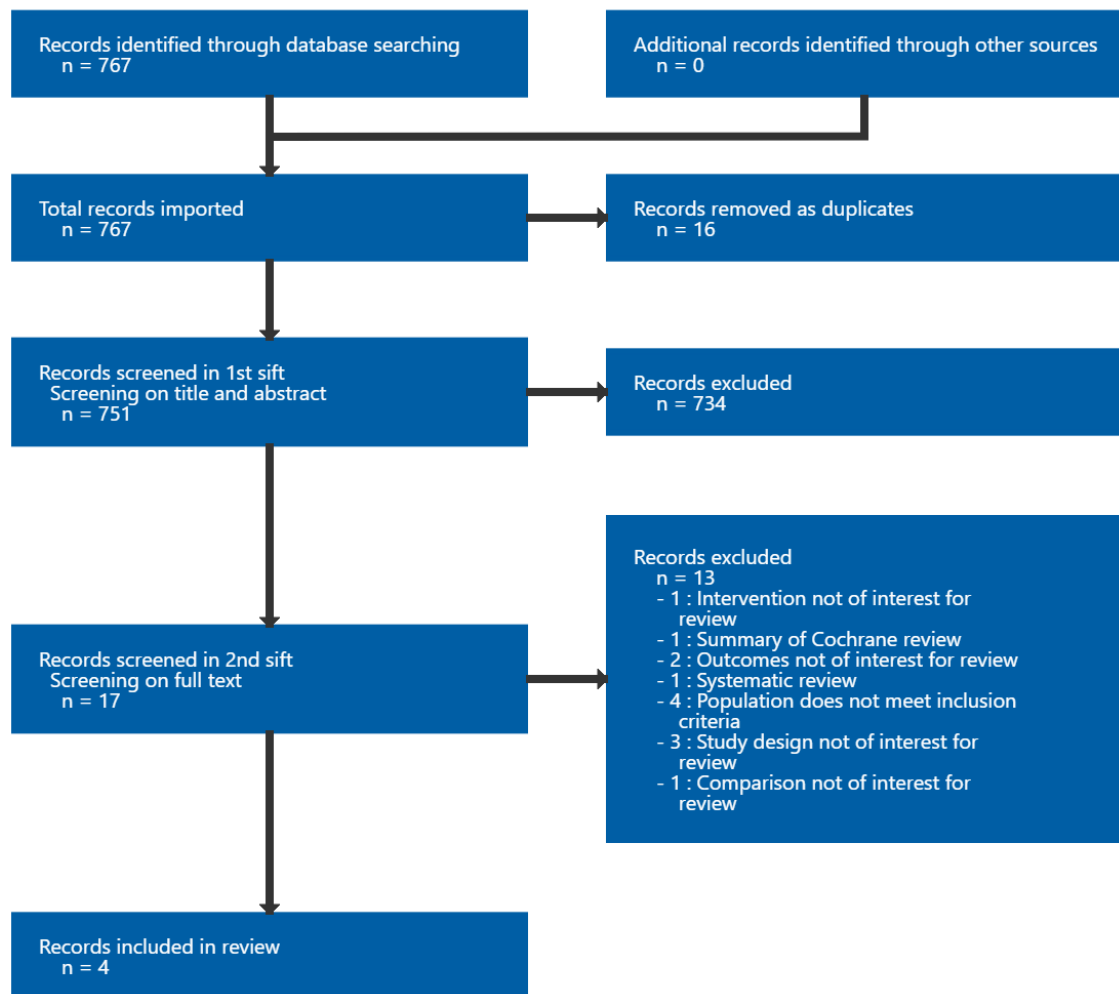 Records identified through database searching
n = 767
Additional records identified through other sources
n = 0
Total records imported
n = 767
Records removed as duplicates
n = 16
Records screened in 1st sift
Screening on title and abstract
n = 751
Records excluded
n = 734
Records screened in 2nd sift
Screening on full text
n = 17
Records excluded
n = 13
- 1 : Intervention not of interest for
review
- 1 : Summary of Cochrane review
- 2 : Outcomes not of interest for review
- 1 : Systematic review
- 4 : Population does not meet inclusion
criteria
- 3 : Study design not of interest for
review
- 1 : Comparison not of interest for
review
Records included in review
n = 4